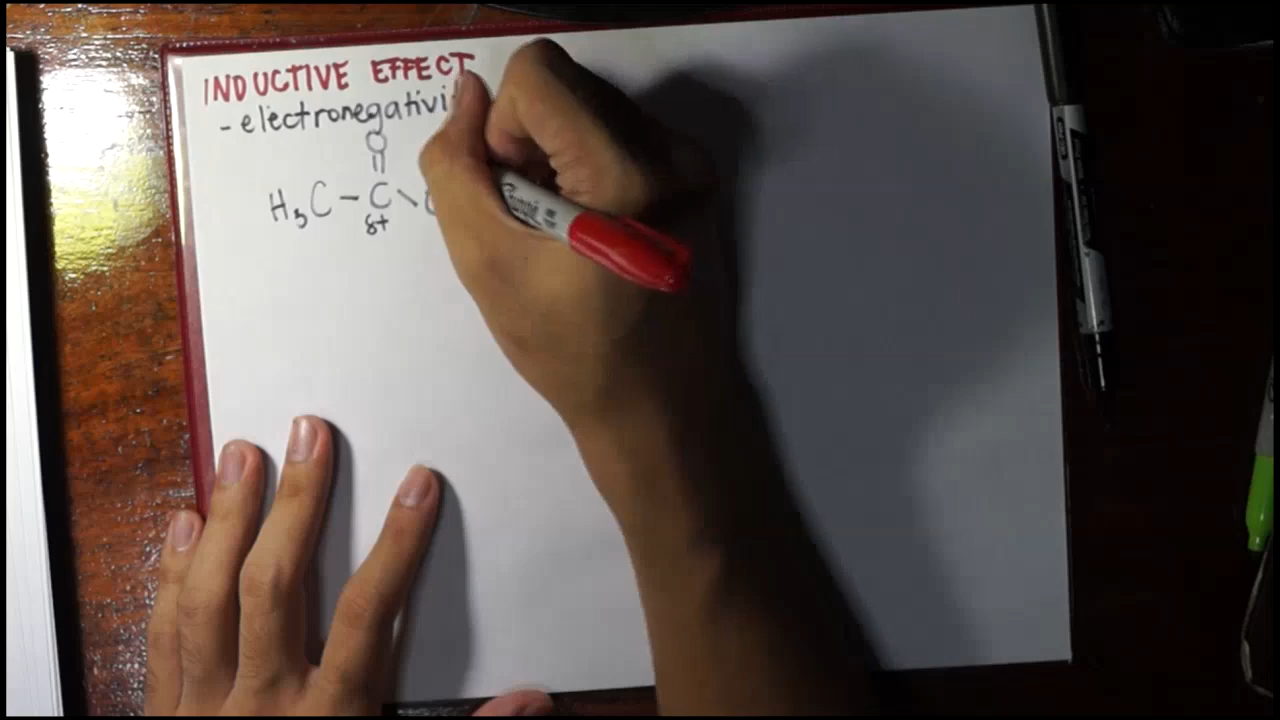 INDUCTIVE EFFECT
- electronegativi
O
||
H₃C - C \
δ+